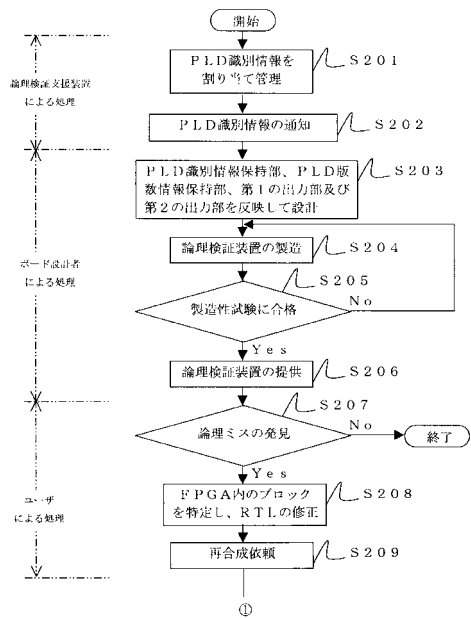 開始
ＰＬＤ識別情報を
割り当て管理
Ｓ２０１
論理検証支援装置
による処理
ＰＬＤ識別情報の通知
Ｓ２０２
ＰＬＤ識別情報保持部、ＰＬＤ版
数情報保持部、第１の出力部及び
第２の出力部を反映して設計
Ｓ２０３
論理検証装置の製造
Ｓ２０４
ボード設計者
による処理
製造性試験に合格
Ｓ２０５
Ｎｏ
Ｙｅｓ
論理検証装置の提供
Ｓ２０６
論理ミスの発見
Ｓ２０７
Ｎｏ
終了
Ｙｅｓ
ＦＰＧＡ内のブロック
を特定し、ＲＴＬの修正
Ｓ２０８
ユーザ
による処理
再合成依頼
Ｓ２０９
①